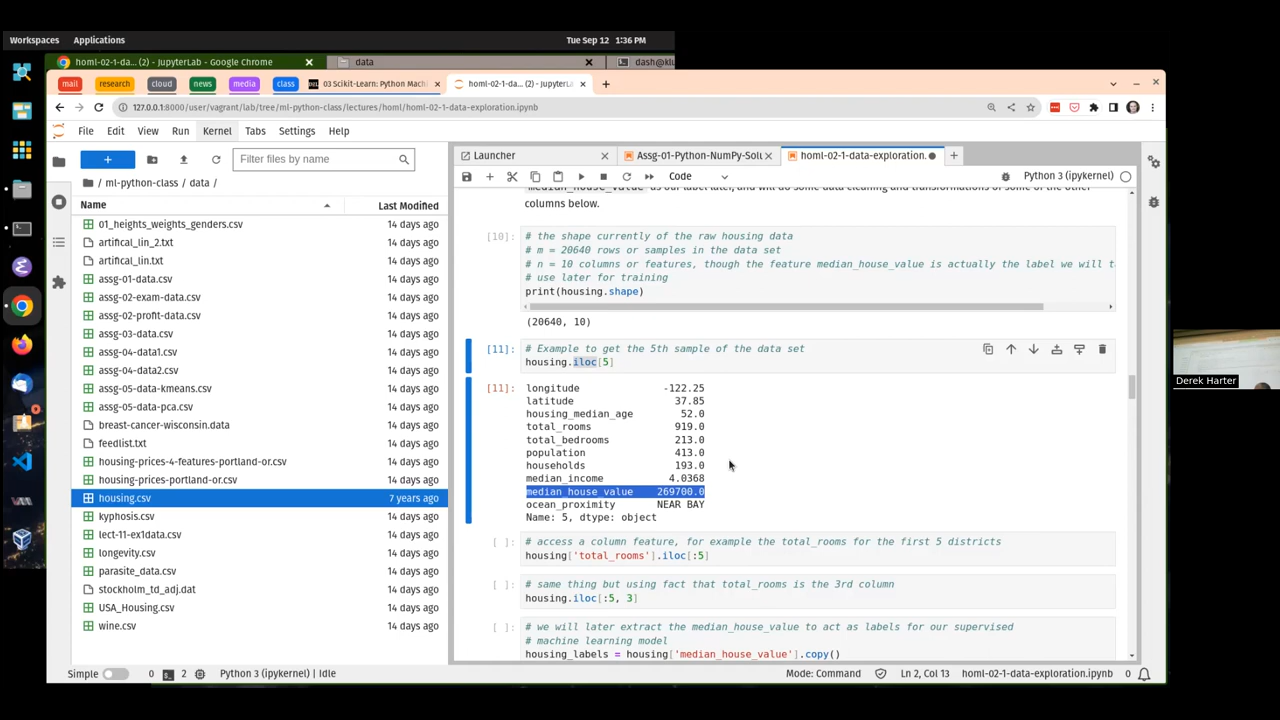 Workspaces Applications Tue Sep 12 1:36 PM
homl-02-1-da... (2) - JupyterLab - Google Chrome data dash@klu
mail research cloud news media class 03 Scikit-Learn: Python Machi homl-02-1-da... (2) - JupyterL
127.0.0.1:8000/user/vagrant/lab/tree/ml-python-class/lectures/homl/homl-02-1-data-exploration.ipynb
File Edit View Run Kernel Tabs Settings Help
Filter files by name
/ ml-python-class / data /
Name Last Modified
01_heights_weights_genders.csv 14 days ago
artifical_lin_2.txt 14 days ago
artifical_lin.txt 14 days ago
assg-01-data.csv 14 days ago
assg-02-exam-data.csv 14 days ago
assg-02-profit-data.csv 14 days ago
assg-03-data.csv 14 days ago
assg-04-data1.csv 14 days ago
assg-04-data2.csv 14 days ago
assg-05-data-kmeans.csv 14 days ago
assg-05-data-pca.csv 14 days ago
breast-cancer-wisconsin.data 14 days ago
feedlist.txt 14 days ago
housing-prices-4-features-portland-or.csv 14 days ago
housing-prices-portland-or.csv 14 days ago
housing.csv 7 years ago
kyphosis.csv 14 days ago
lect-11-ex1data.csv 14 days ago
longevity.csv 14 days ago
parasite_data.csv 14 days ago
stockholm_td_adj.dat 14 days ago
USA_Housing.csv 14 days ago
wine.csv 14 days ago
Launcher Assg-01-Python-NumPy-Solu homl-02-1-data-exploration.
Code Python 3 (ipykernel)
median_house_value as our label later, and will do some data cleaning and transformations of some of the other
columns below.
[10]: # the shape currently of the raw housing data
# m = 20640 rows or samples in the data set
# n = 10 columns or features, though the feature median_house_value is actually the label we will t
# use later for training
print(housing.shape)
(20640, 10)
[11]: # Example to get the 5th sample of the data set
housing.iloc[5]
[11]: longitude -122.25
latitude 37.85
housing_median_age 52.0
total_rooms 919.0
total_bedrooms 213.0
population 413.0
households 193.0
median_income 4.0368
median_house_value 269700.0
ocean_proximity NEAR BAY
Name: 5, dtype: object
[ ]: # access a column feature, for example the total_rooms for the first 5 districts
housing['total_rooms'].iloc[:5]
[ ]: # same thing but using fact that total_rooms is the 3rd column
housing.iloc[:5, 3]
[ ]: # we will later extract the median_house_value to act as labels for our supervised
# machine learning model
housing_labels = housing['median_house_value'].copy()
Simple 0 2 Python 3 (ipykernel) | Idle Mode: Command Ln 2, Col 13 homl-02-1-data-exploration.ipynb 0
Derek Harter